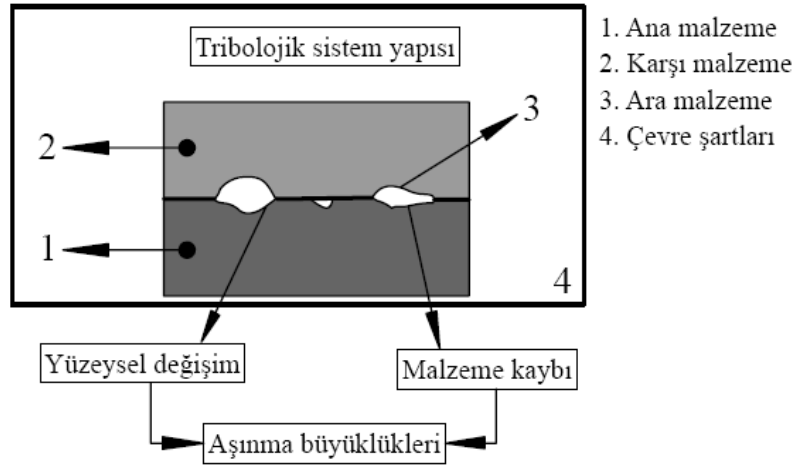 Tribolojik sistem yapısı
1. Ana malzeme
2. Karşı malzeme
3. Ara malzeme
4. Çevre şartları
3
2
1
4
Yüzeysel değişim
Malzeme kaybı
Aşınma büyüklükleri